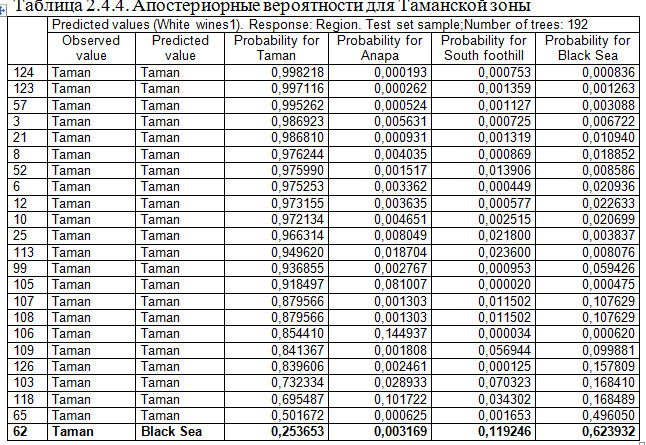 Таблица 2.4.4. Апостериорные вероятности для Таманской зоны
Predicted values (White wines1). Response: Region. Test set sample;Number of trees: 192
Observed value Predicted value Probability for Taman Probability for Anapa Probability for South foothill Probability for Black Sea
124 Taman Taman 0,998218 0,000193 0,000753 0,000836
123 Taman Taman 0,997116 0,000262 0,001359 0,001263
57 Taman Taman 0,995262 0,000524 0,001127 0,003088
3 Taman Taman 0,986923 0,005631 0,000725 0,006722
21 Taman Taman 0,986810 0,000931 0,001319 0,010940
8 Taman Taman 0,976244 0,004035 0,000869 0,018852
52 Taman Taman 0,975990 0,001517 0,013906 0,008586
6 Taman Taman 0,975253 0,003362 0,000449 0,020936
12 Taman Taman 0,973155 0,003635 0,000577 0,022633
10 Taman Taman 0,972134 0,004651 0,002515 0,020699
25 Taman Taman 0,966314 0,008049 0,021800 0,003837
113 Taman Taman 0,949620 0,018704 0,023600 0,008076
99 Taman Taman 0,936855 0,002767 0,000953 0,059426
105 Taman Taman 0,918497 0,081007 0,000020 0,000475
107 Taman Taman 0,879566 0,001303 0,011502 0,107629
108 Taman Taman 0,879566 0,001303 0,011502 0,107629
106 Taman Taman 0,854410 0,144937 0,000034 0,000620
109 Taman Taman 0,841367 0,001808 0,056944 0,099881
126 Taman Taman 0,839606 0,002461 0,000125 0,157809
103 Taman Taman 0,732334 0,028933 0,070323 0,168410
118 Taman Taman 0,695487 0,101722 0,034302 0,168489
65 Taman Taman 0,501672 0,000625 0,001653 0,496050
62 Taman Black Sea 0,253653 0,003169 0,119246 0,623932